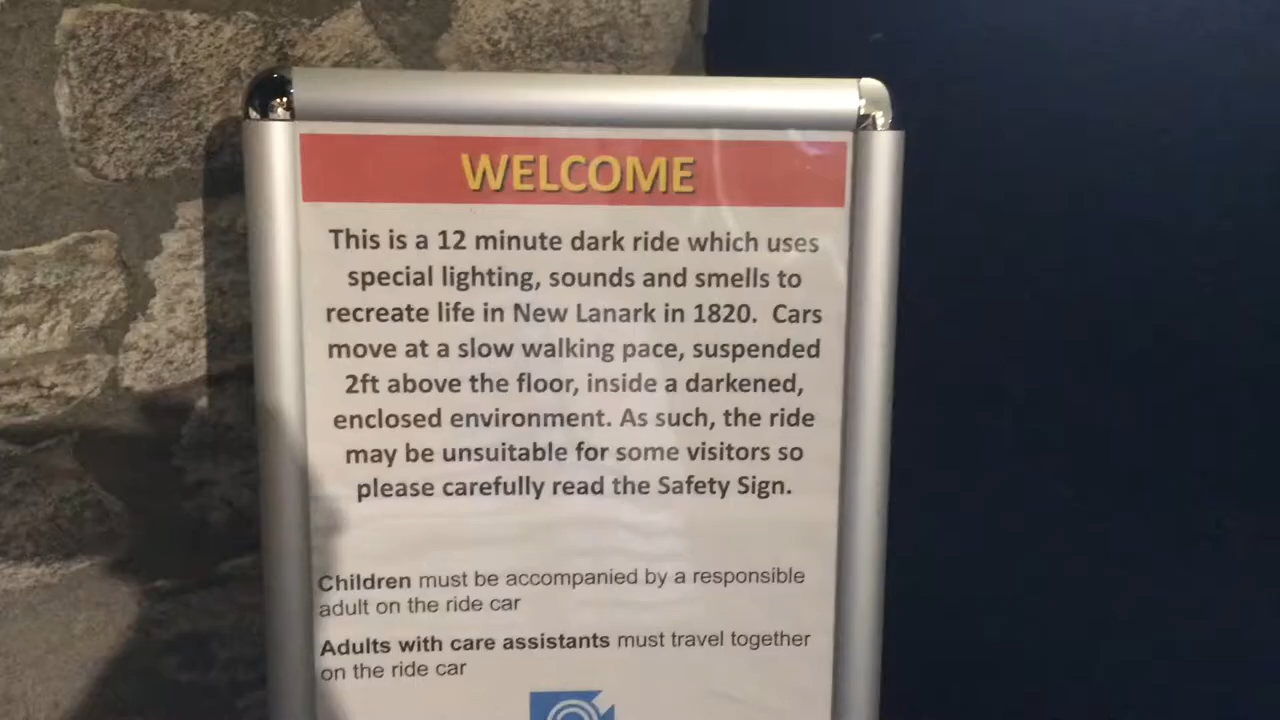 WELCOME
This is a 12 minute dark ride which uses
special lighting, sounds and smells to
recreate life in New Lanark in 1820.  Cars
move at a slow walking pace, suspended
2ft above the floor, inside a darkened,
enclosed environment. As such, the ride
may be unsuitable for some visitors so
please carefully read the Safety Sign.
Children must be accompanied by a responsible
adult on the ride car
Adults with care assistants must travel together
on the ride car